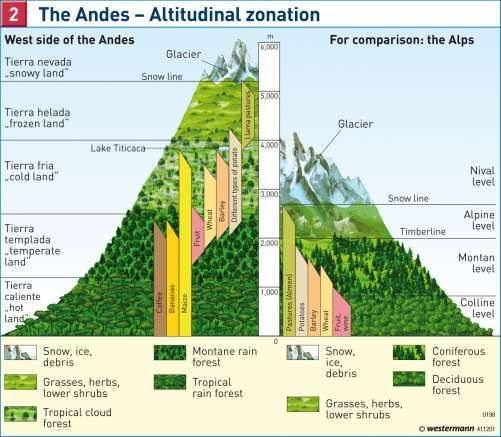 2 The Andes – Altitudinal zonation
West side of the Andes
For comparison: the Alps
Tierra nevada
„snowy land"
Tierra helada
„frozen land"
Tierra fria
„cold land"
Tierra
templada
„temperate
land"
Tierra
caliente
„hot
land"
Glacier
Snow line
Lake Titicaca
Coffee
Bananas
Maize
Fruit
Wheat
Barley
Different types of potato
Llama pastures
m
6,000
5,000
4,000
3,000
2,000
1,000
0
Glacier
Snow line
Timberline
Nival
level
Alpine
level
Montan
level
Colline
level
Pastures (Almen)
Potatoes
Barley
Wheat
Fruit,
wine
Snow, ice,
debris
Grasses, herbs,
lower shrubs
Tropical cloud
forest
Montane rain
forest
Tropical
rain forest
Snow,
ice,
debris
Grasses, herbs,
lower shrubs
Coniferous
forest
Deciduous
forest
U198
© westermann 411201